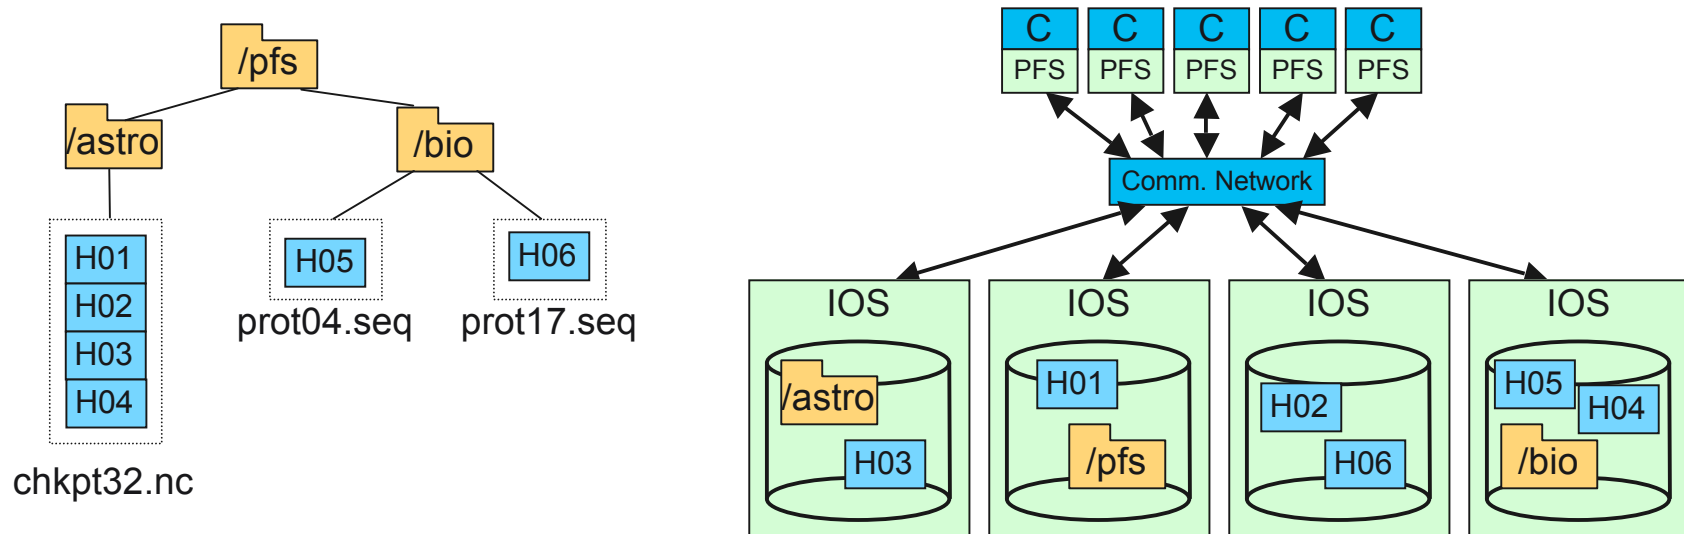 /pfs
/astro
/bio
H01
H02
H03
H04
chkpt32.nc
H05
prot04.seq
H06
prot17.seq
C C C C C
PFS PFS PFS PFS PFS
Comm. Network
IOS IOS IOS IOS
/astro
H03
H01
/pfs
H02
H06
H05
H04
/bio